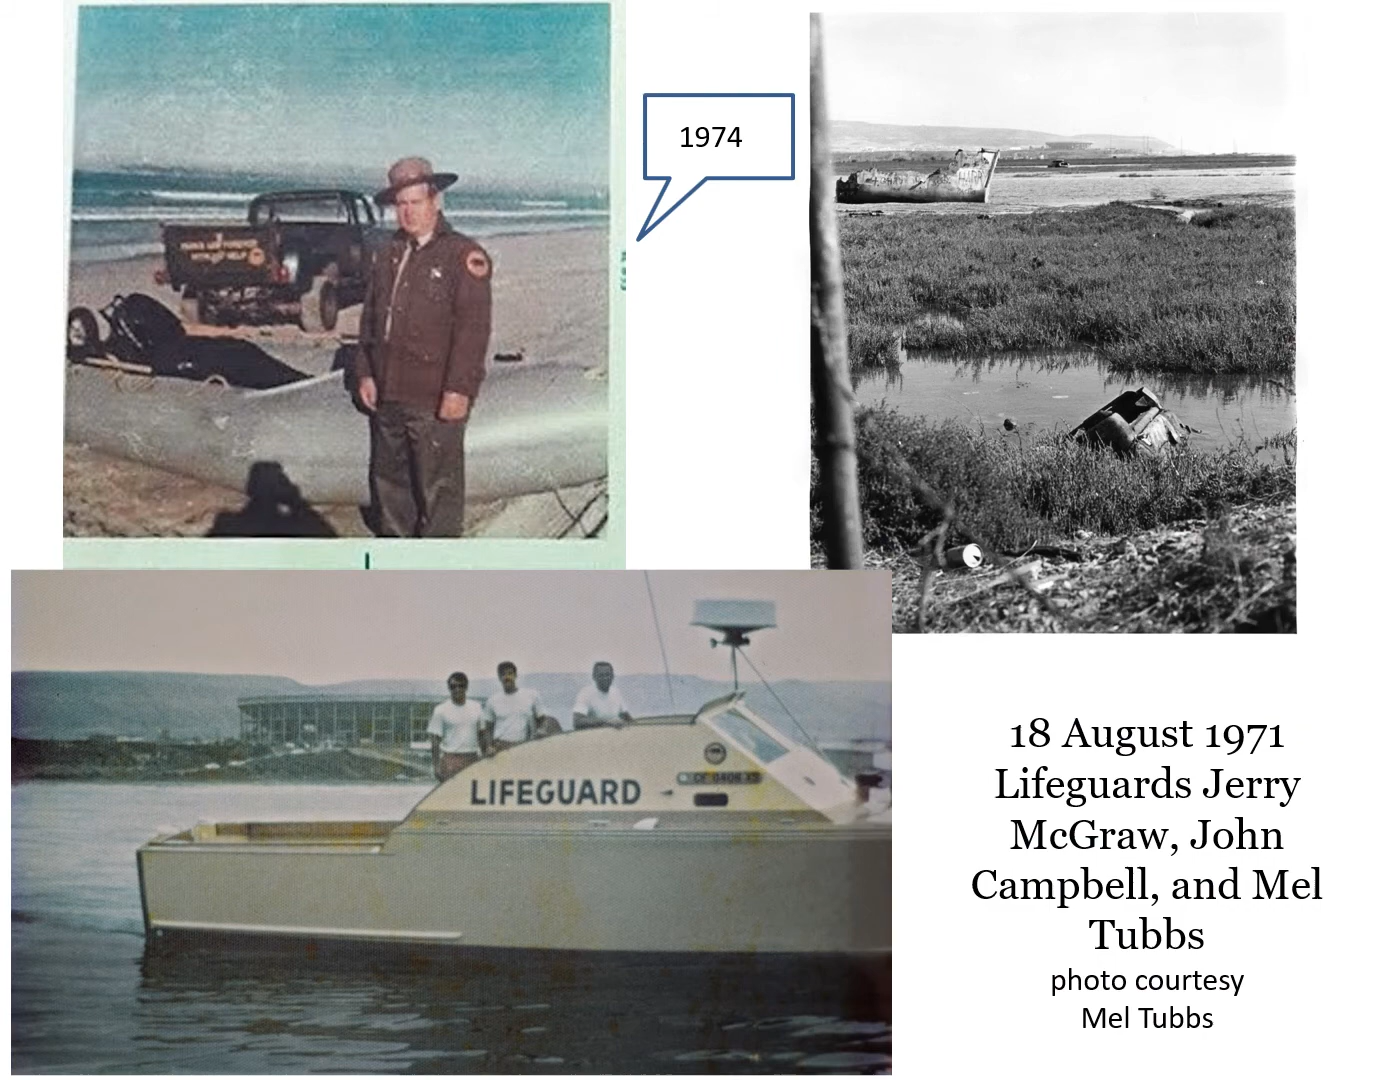 1974
LIFEGUARD
18 August 1971
Lifeguards Jerry
McGraw, John
Campbell, and Mel
Tubbs
photo courtesy
Mel Tubbs